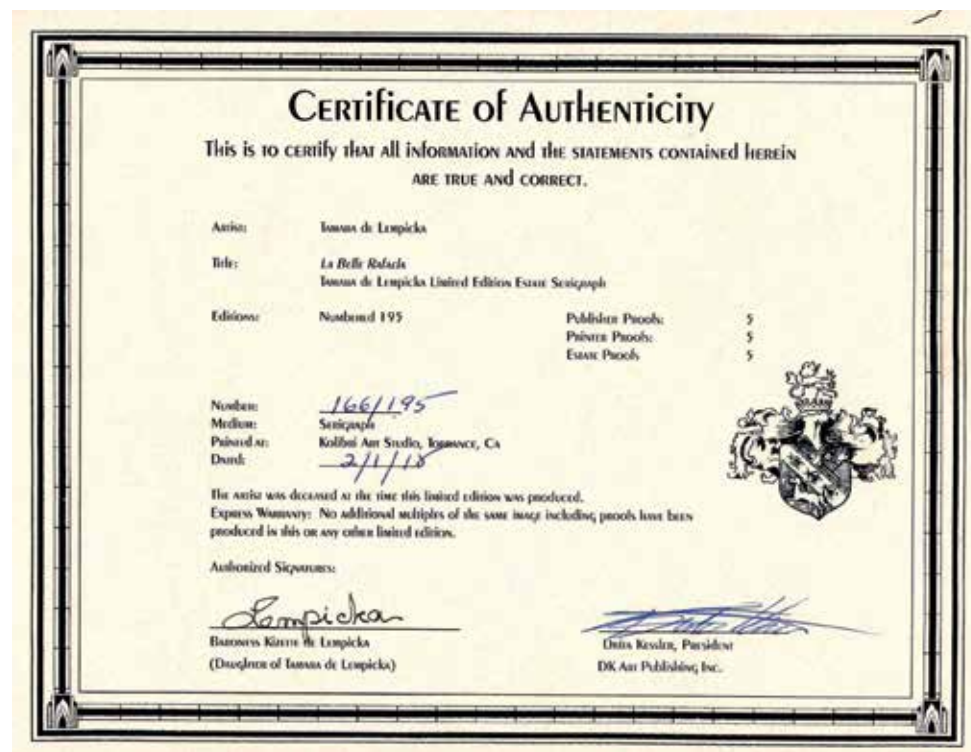 Certificate of Authenticity
This is to certify that all information and the statements contained herein
are true and correct.
Artist: Tamara de Lempicka
Title: La Belle Rafaela
Tamara de Lempicka Limited Edition Estate Serigraph
Editions: Numbered 195 Publisher Proofs: 5
Printer Proofs: 5
Estate Proofs 5
Number: 166/195
Medium: Serigraph
Printed at: Kolibri Art Studio, Torrance, CA
Dated: 2/1/10
The artist was deceased at the time this limited edition was produced.
Express Warranty: No additional multiples of the same image including proofs have been
produced in this or any other limited edition.
Authorized Signatures:
Lempicka
Baroness Kizette de Lempicka Kessler, President
(Daughter of Tamara de Lempicka) DK Art Publishing Inc.